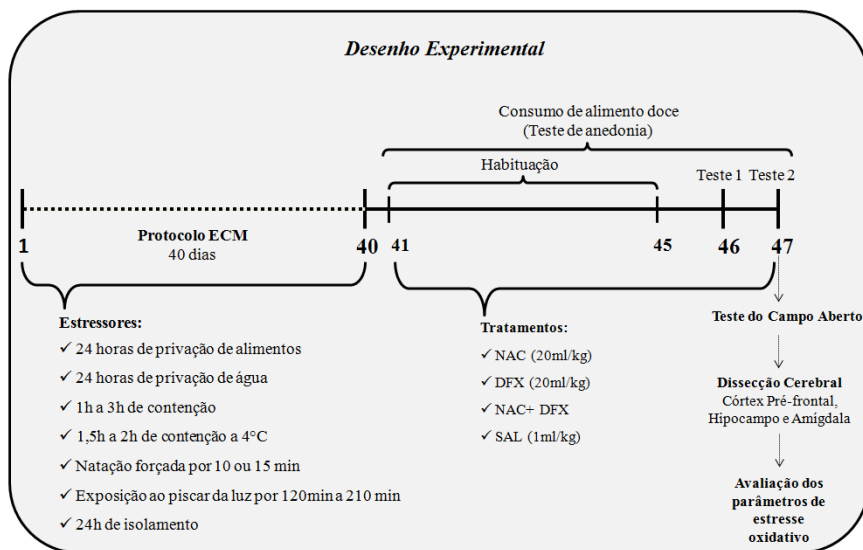 Desenho Experimental
Consumo de alimento doce
(Teste de anedonia)
Habituação
Teste 1 Teste 2
Protocolo ECM
40 dias
1 40 41 45 46 47
Estressores:
✓ 24 horas de privação de alimentos
✓ 24 horas de privação de água
✓ 1h a 3h de contenção
✓ 1,5h a 2h de contenção a 4°C
✓ Natação forçada por 10 ou 15 min
✓ Exposição ao piscar da luz por 120min a 210 min
✓ 24h de isolamento
Tratamentos:
✓ NAC (20ml/kg)
✓ DFX (20ml/kg)
✓ NAC+ DFX
✓ SAL (1ml/kg)
Teste do Campo Aberto
Dissecção Cerebral
Córtex Pré-frontal,
Hipocampo e Amígdala
Avaliação dos
parâmetros de
estresse
oxidativo